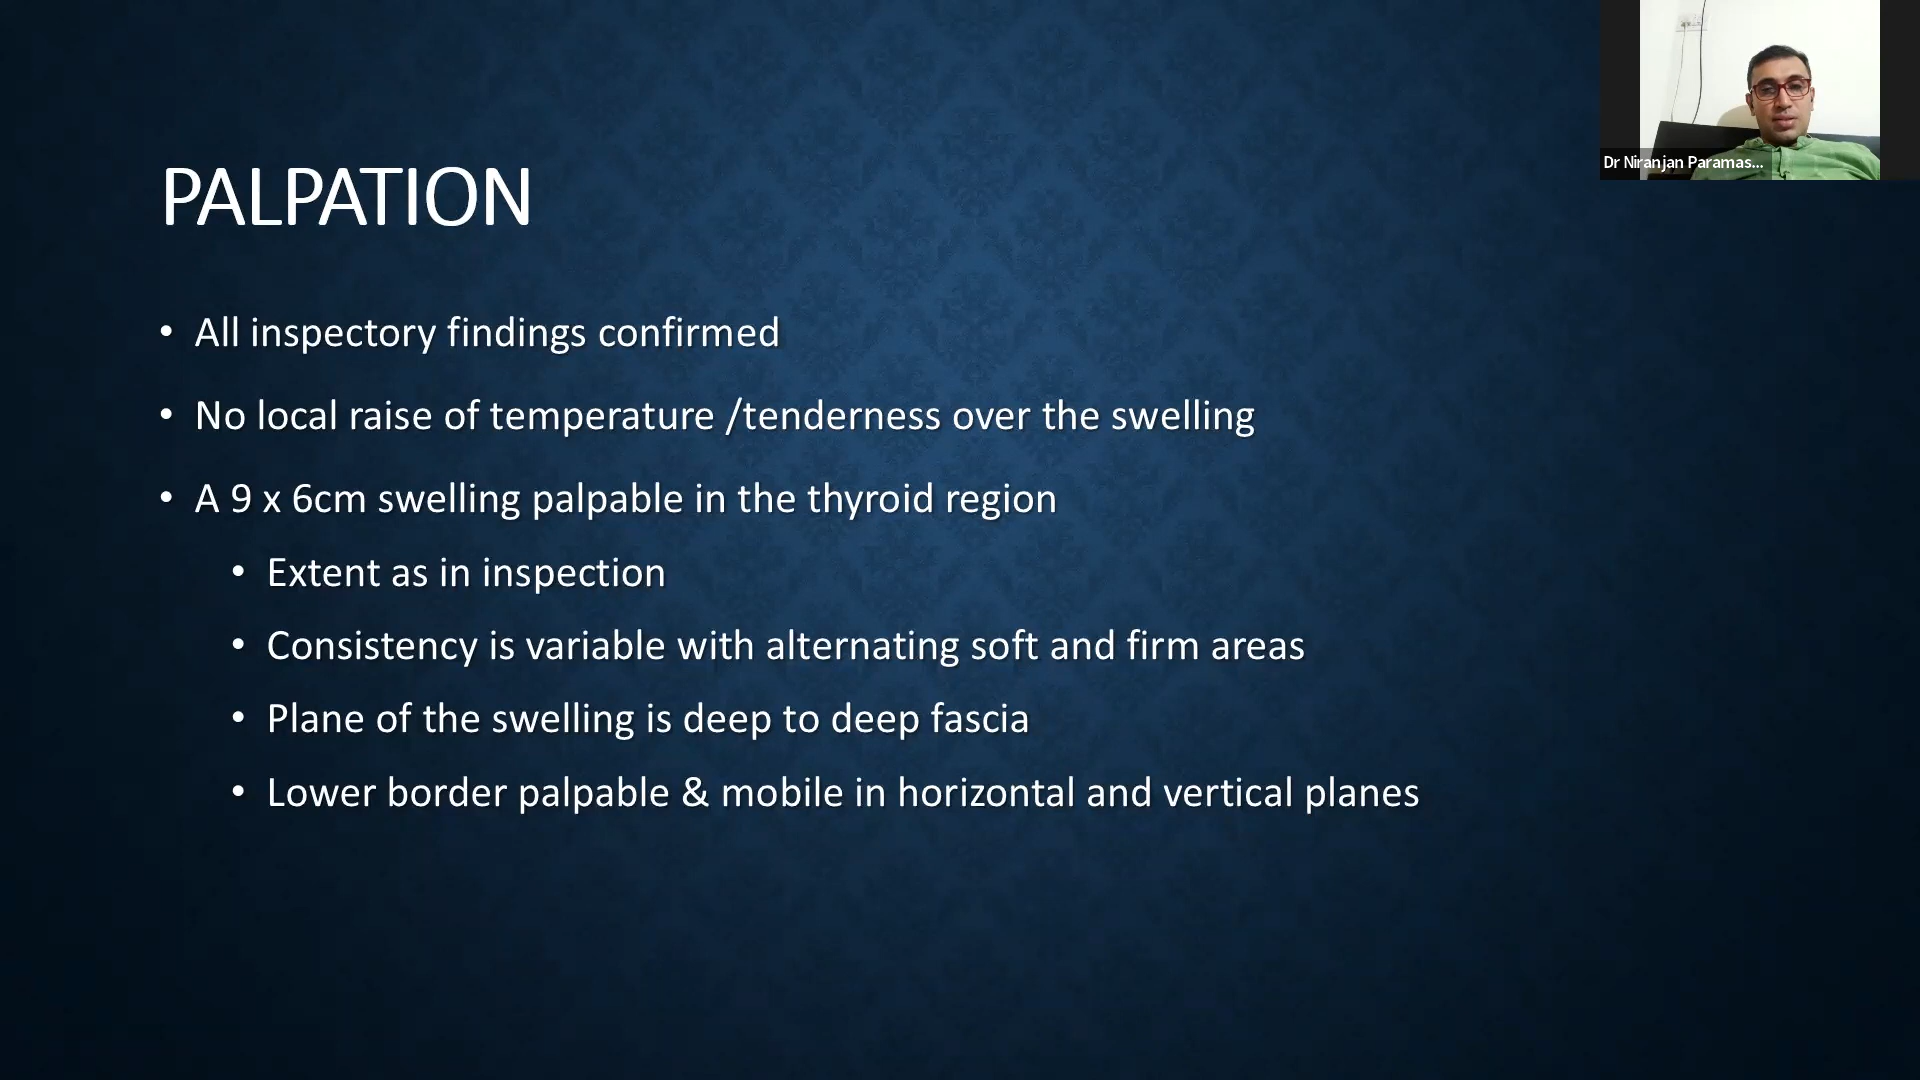 Dr Niranjan Paramas...
PALPATION
• All inspectory findings confirmed
• No local raise of temperature /tenderness over the swelling
• A 9 x 6cm swelling palpable in the thyroid region
• Extent as in inspection
• Consistency is variable with alternating soft and firm areas
• Plane of the swelling is deep to deep fascia
• Lower border palpable & mobile in horizontal and vertical planes